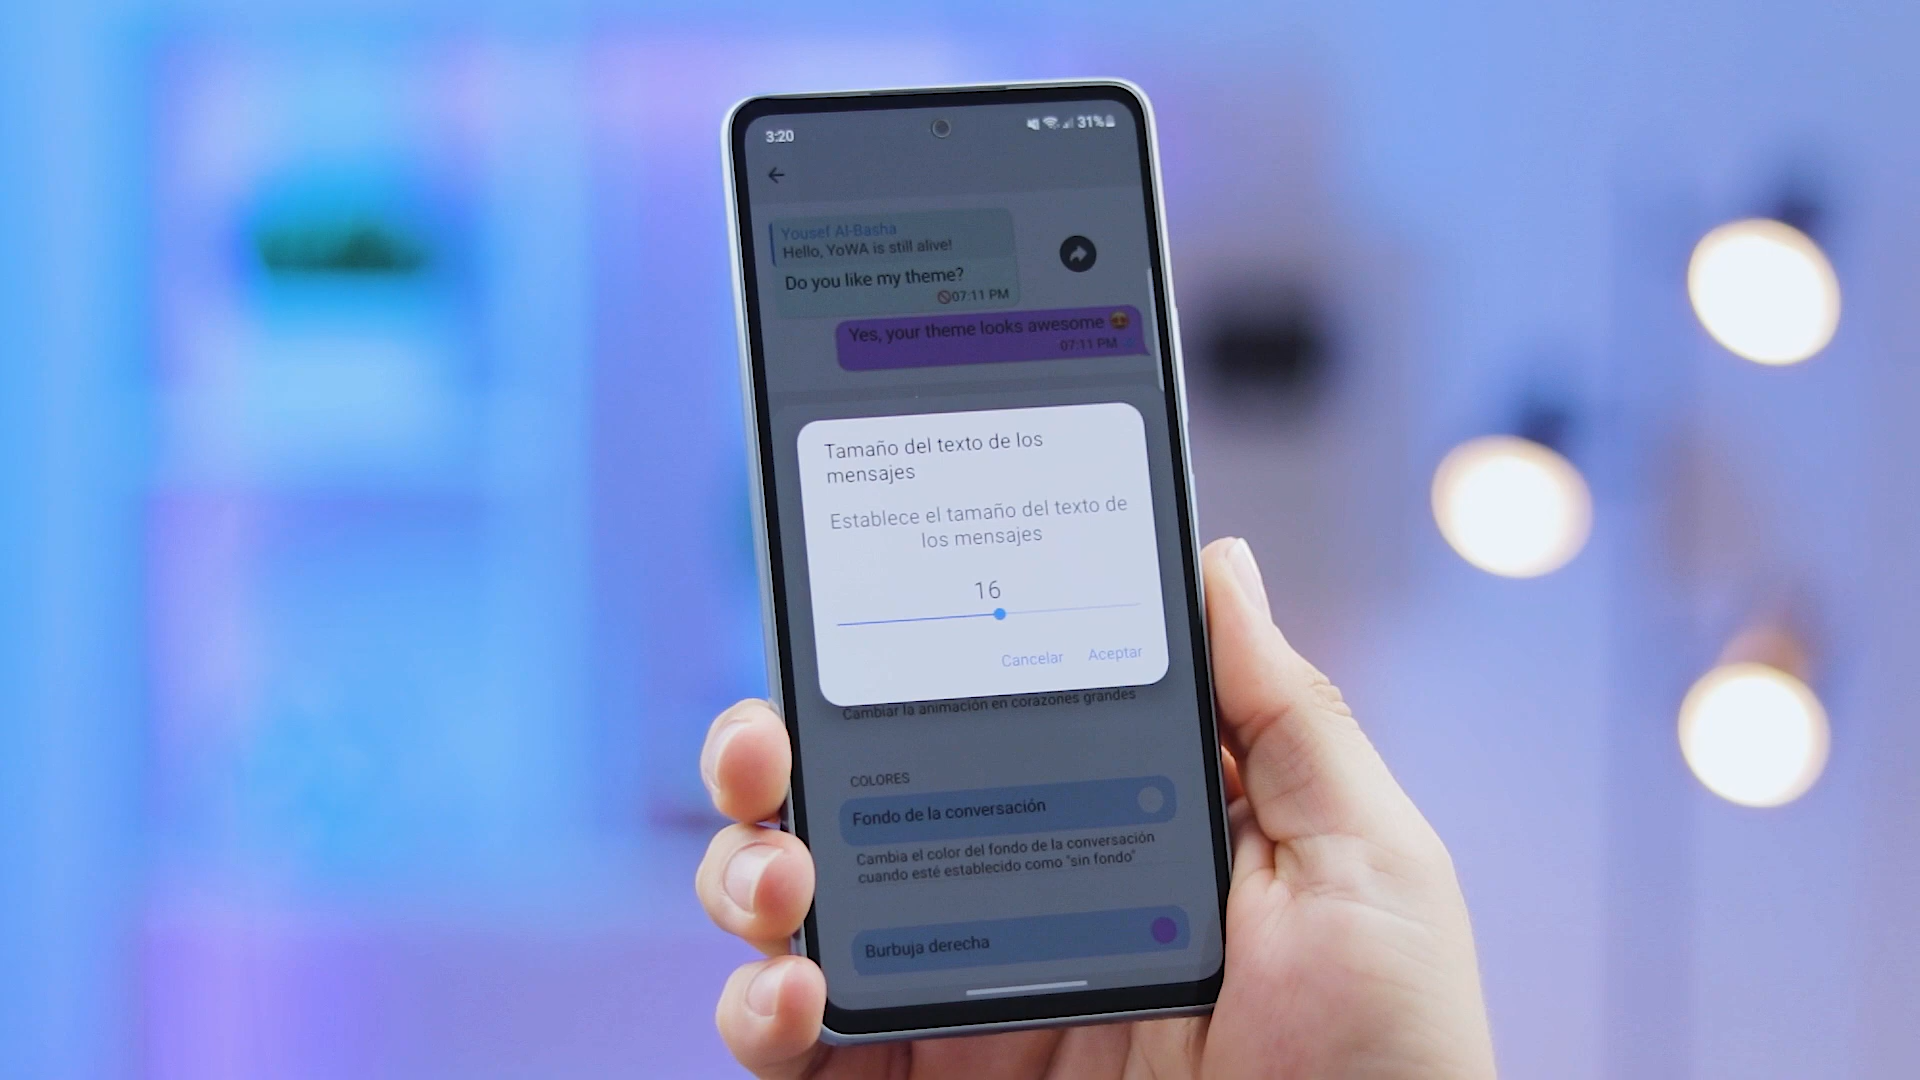 3:20
31%
Yousef Al-Basha
Hello, YoWA is still alive!
Do you like my theme?
🚫07:11 PM
Yes, your theme looks awesome 😍
07:11 PM
Tamaño del texto de los
mensajes
Establece el tamaño del texto de
los mensajes
16
Cancelar Aceptar
Cambiar la animación en corazones grandes
COLORES
Fondo de la conversación
Cambia el color del fondo de la conversación
cuando esté establecido como "sin fondo"
Burbuja derecha